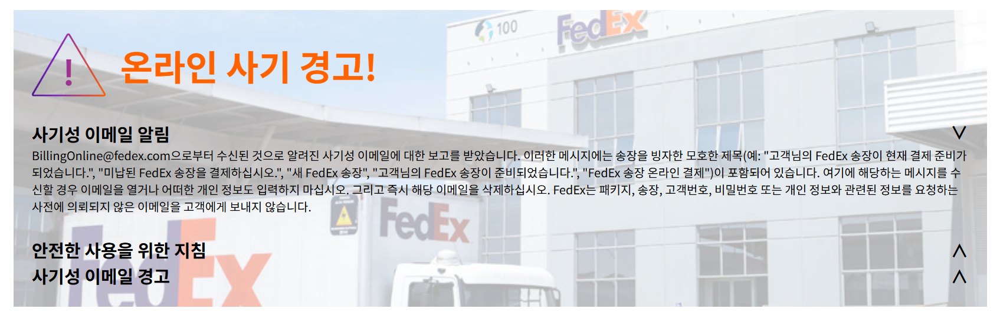 100
FedEx
!
온라인 사기 경고!
사기성 이메일 알림
BillingOnline@fedex.com으로부터 수신된 것으로 알려진 사기성 이메일에 대한 보고를 받았습니다. 이러한 메시지에는 송장을 빙자한 모호한 제목(예: "고객님의 FedEx 송장이 현재 결제 준비가
되었습니다.", "미납된 FedEx 송장을 결제하십시오.", "새 FedEx 송장", "고객님의 FedEx 송장이 준비되었습니다.", "FedEx 송장 온라인 결제")이 포함되어 있습니다. 여기에 해당하는 메시지를 수
신할 경우 이메일을 열거나 어떠한 개인 정보도 입력하지 마십시오. 그리고 즉시 해당 이메일을 삭제하십시오. FedEx는 패키지, 송장, 고객번호, 비밀번호 또는 개인 정보와 관련된 정보를 요청하는
사전에 의뢰되지 않은 이메일을 고객에게 보내지 않습니다.
FedEx
FedEx
안전한 사용을 위한 지침
사기성 이메일 경고